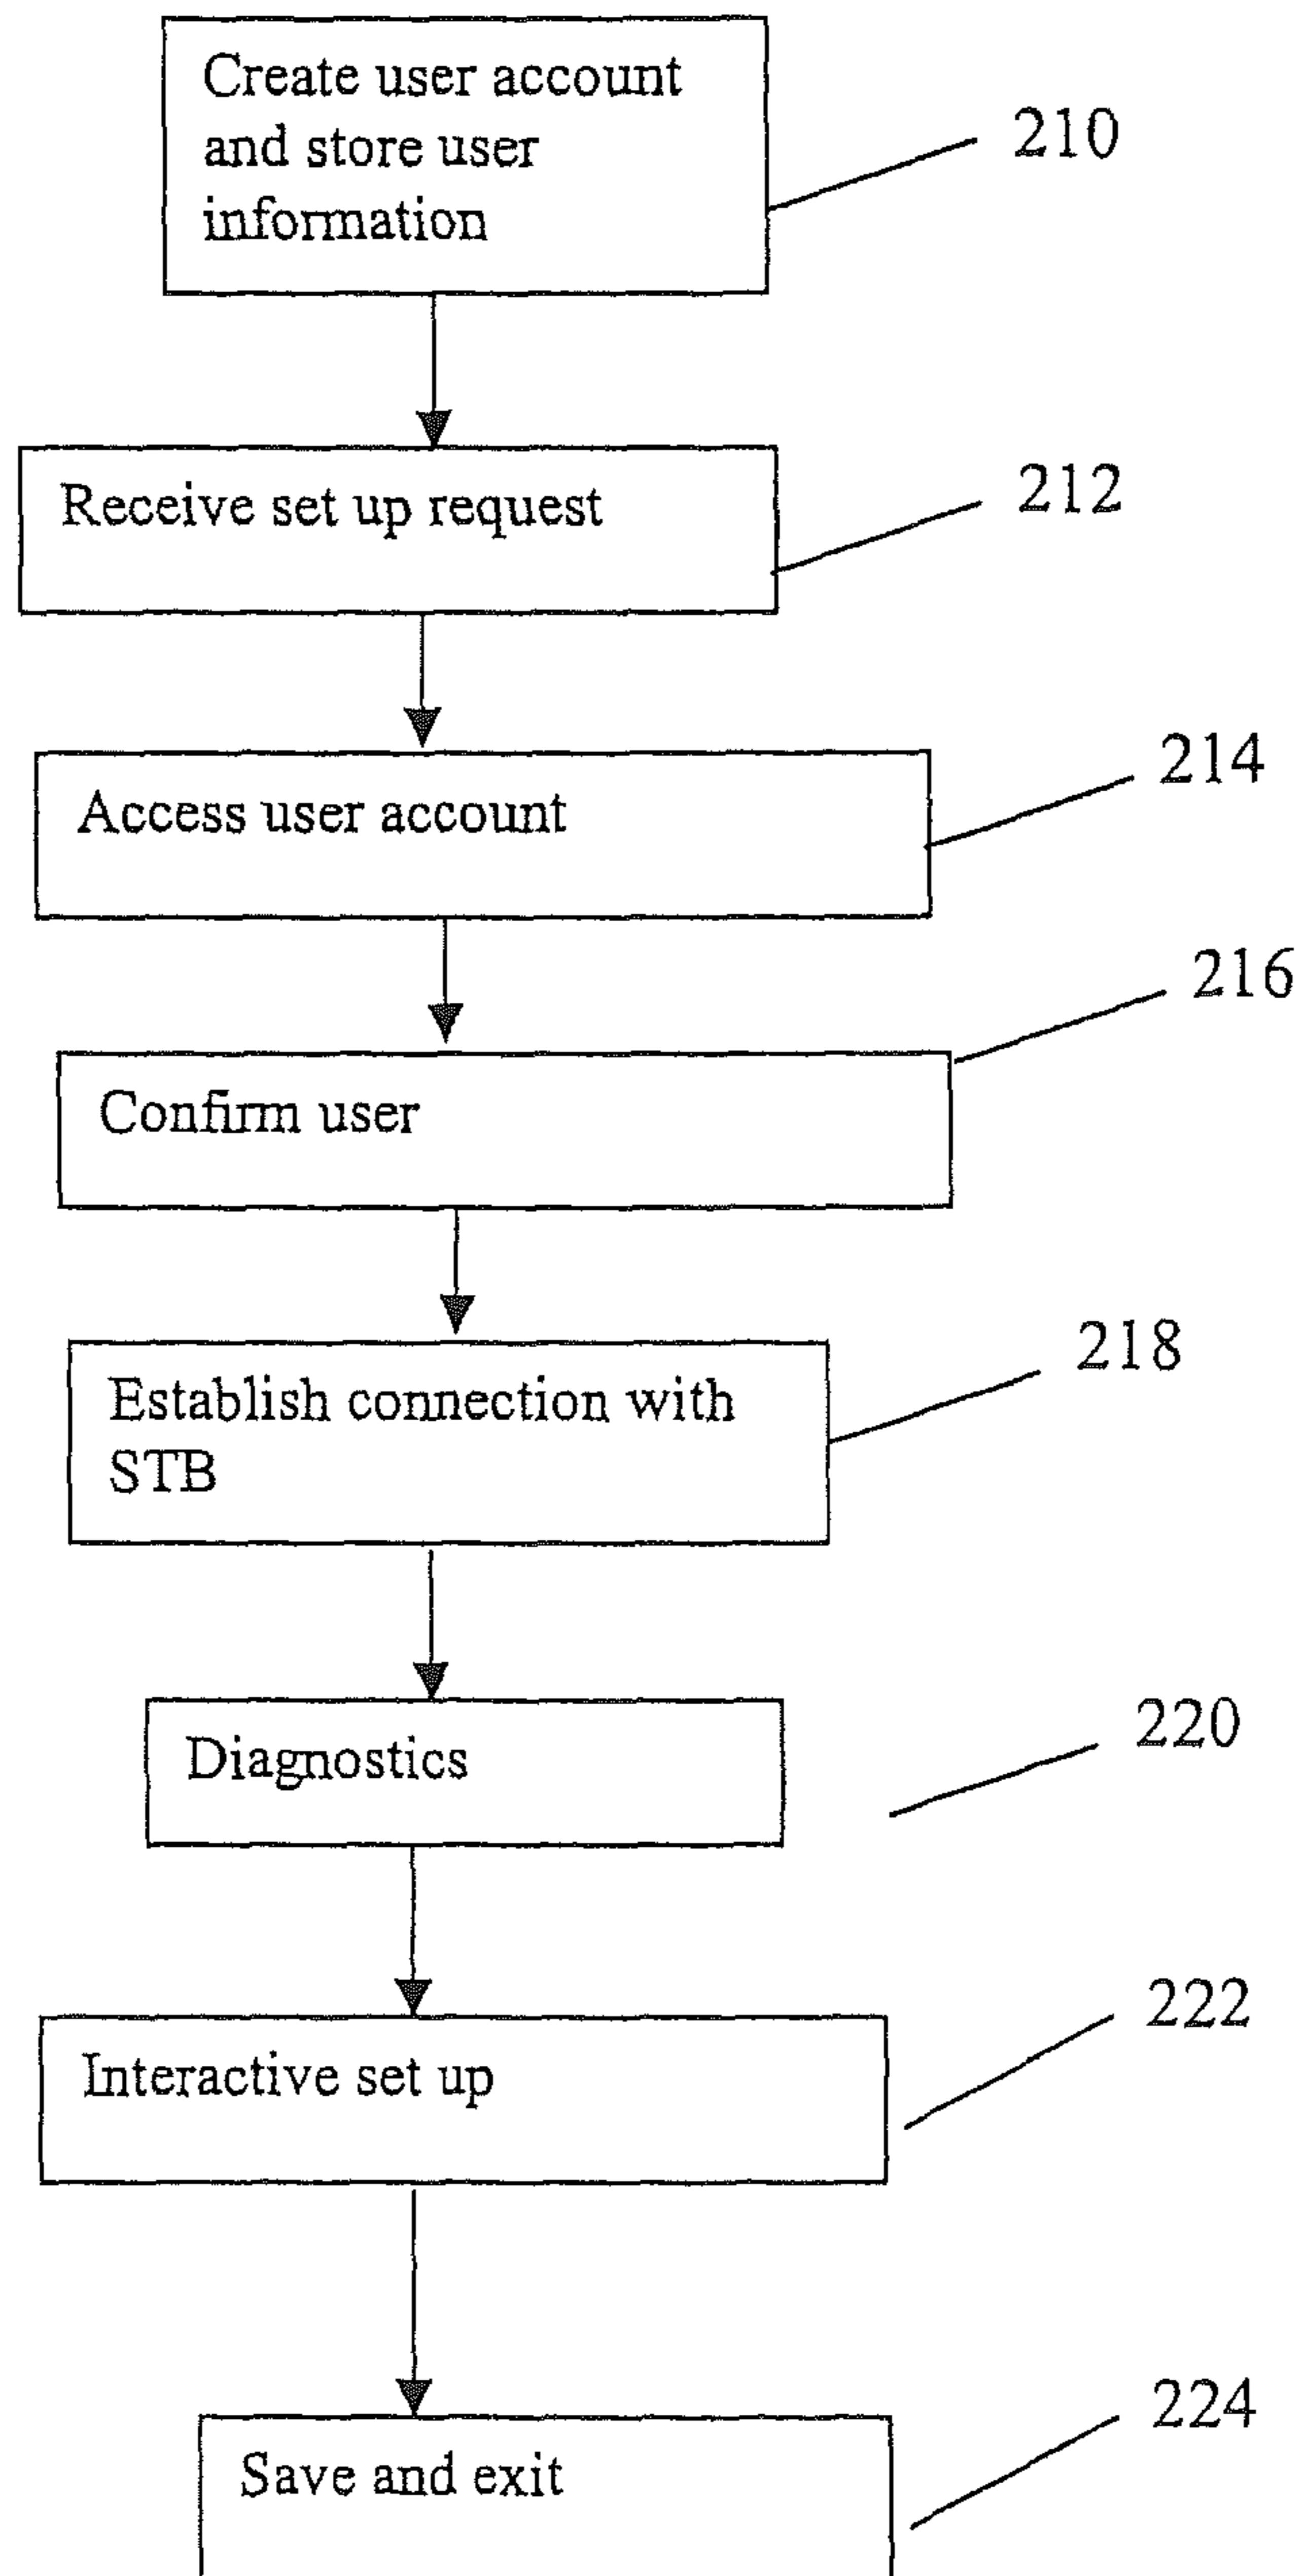 Create user account
and store user
information
210
Receive set up request
212
Access user account
214
Confirm user
216
Establish connection with
STB
218
Diagnostics
220
Interactive set up
222
Save and exit
224